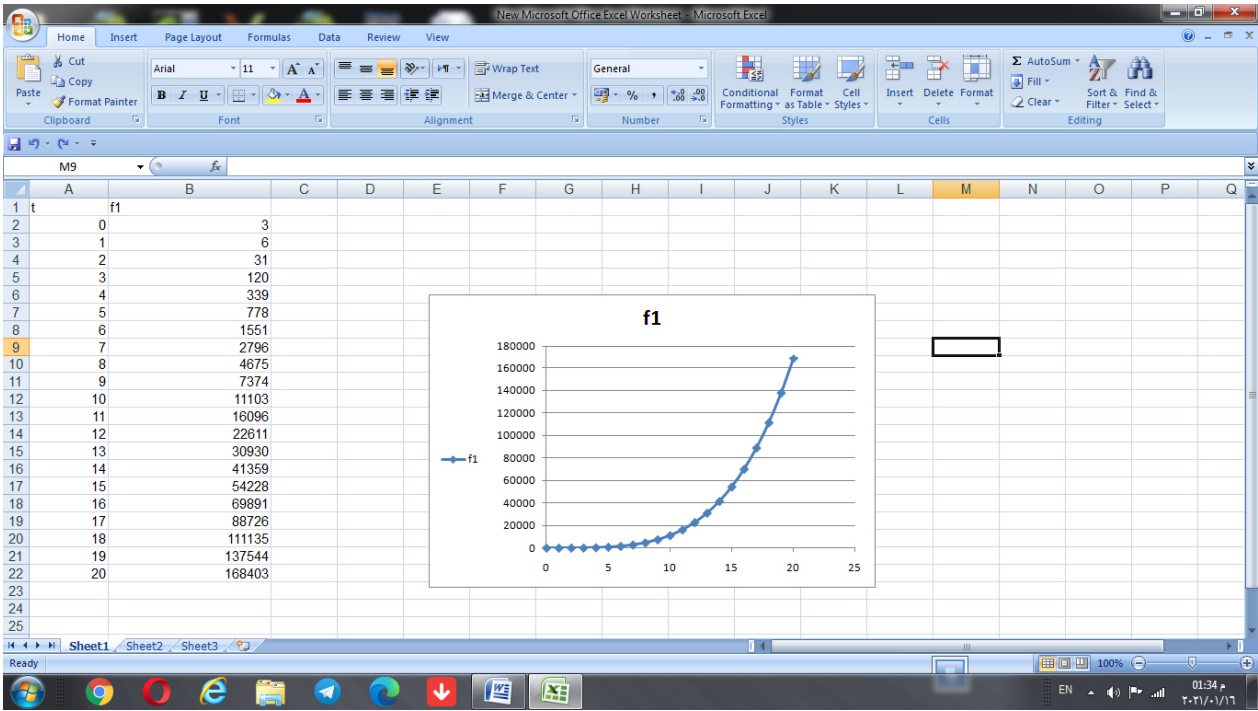 New Microsoft Office Excel Worksheet - Microsoft Excel
Home Insert Page Layout Formulas Data Review View
Paste
Cut
Copy
Format Painter
Clipboard
Arial 11
B I U
Font
Wrap Text
Merge & Center
Alignment
General
% ,
Number
Conditional Formatting
Format as Table
Cell Styles
Styles
Insert Delete Format
Cells
Σ AutoSum
Fill
Clear
Sort & Filter
Find & Select
Editing
M9 fx
A B C D E F G H I J K L M N O P Q
1 t f1
2 0 3
3 1 6
4 2 31
5 3 120
6 4 339
7 5 778
8 6 1551
9 7 2796
10 8 4675
11 9 7374
12 10 11103
13 11 16096
14 12 22611
15 13 30930
16 14 41359
17 15 54228
18 16 69891
19 17 88726
20 18 111135
21 19 137544
22 20 168403
23
24
25
f1
180000
160000
140000
120000
100000
80000
60000
40000
20000
0
0 5 10 15 20 25
f1
Sheet1 Sheet2 Sheet3
Ready 100%
EN
01:34 م
٢٠٢١/٠١/١٦